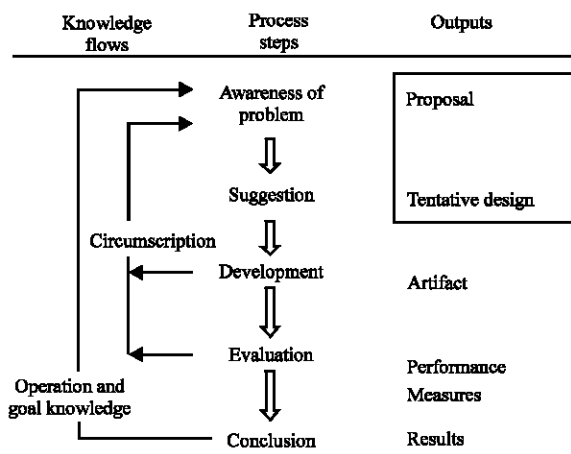 Knowledge
flows
Process
steps
Outputs
Awareness of
problem
Proposal
Suggestion
Tentative design
Circumscription
Development
Artifact
Evaluation
Performance
Measures
Operation and
goal knowledge
Conclusion
Results